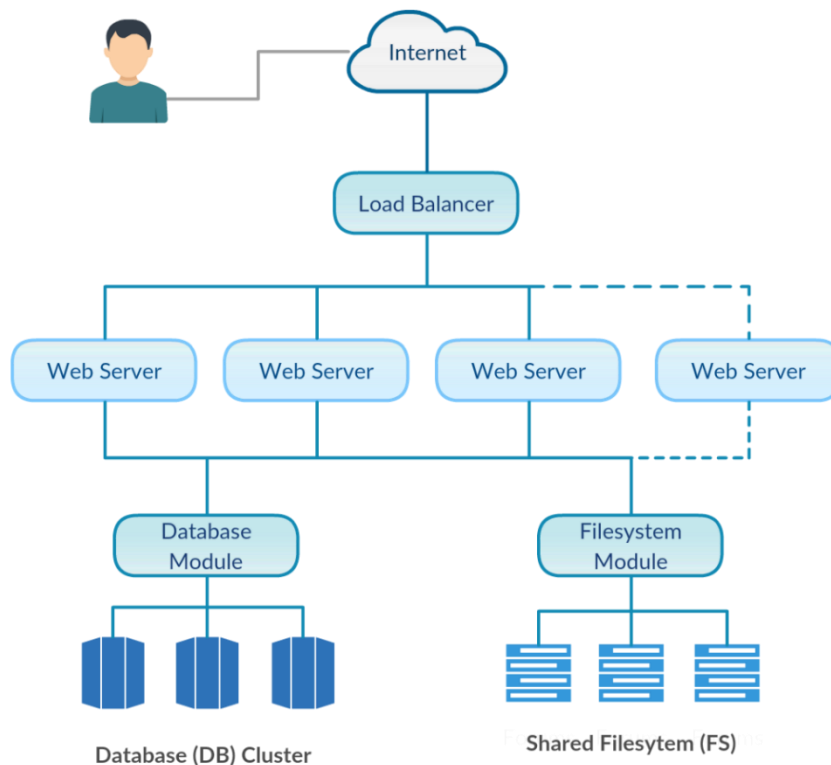 Internet
Load Balancer
Web Server
Web Server
Web Server
Web Server
Database
Module
Filesystem
Module
Database (DB) Cluster
Shared Filesytem (FS)